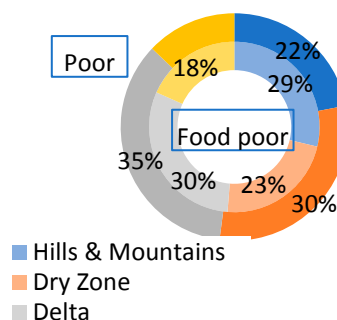 22%
Poor
18%
29%
Food poor
35%
30%
23%
30%
Hills & Mountains
Dry Zone
Delta